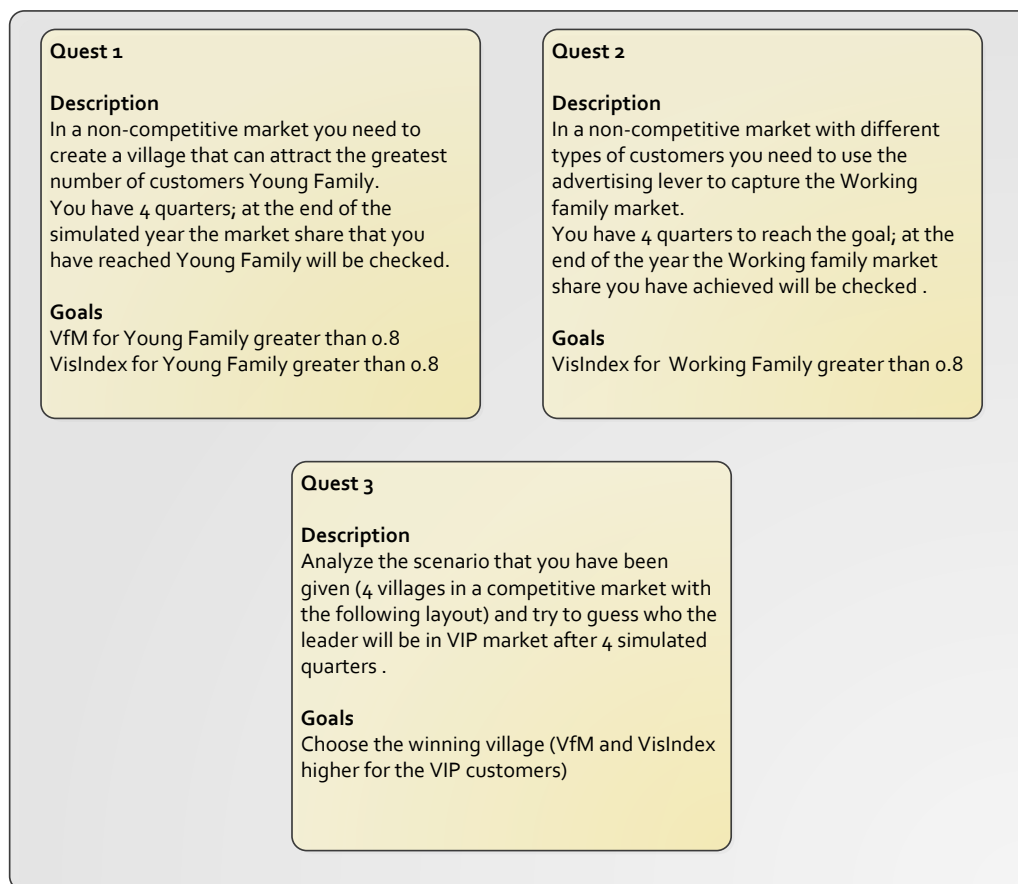 Quest 1
Description
In a non-competitive market you need to
create a village that can attract the greatest
number of customers Young Family.
You have 4 quarters; at the end of the
simulated year the market share that you
have reached Young Family will be checked.
Goals
VfM for Young Family greater than 0.8
VisIndex for Young Family greater than 0.8
Quest 2
Description
In a non-competitive market with different
types of customers you need to use the
advertising lever to capture the Working
family market.
You have 4 quarters to reach the goal; at the
end of the year the Working family market
share you have achieved will be checked .
Goals
VisIndex for Working Family greater than 0.8
Quest 3
Description
Analyze the scenario that you have been
given (4 villages in a competitive market with
the following layout) and try to guess who the
leader will be in VIP market after 4 simulated
quarters .
Goals
Choose the winning village (VfM and VisIndex
higher for the VIP customers)